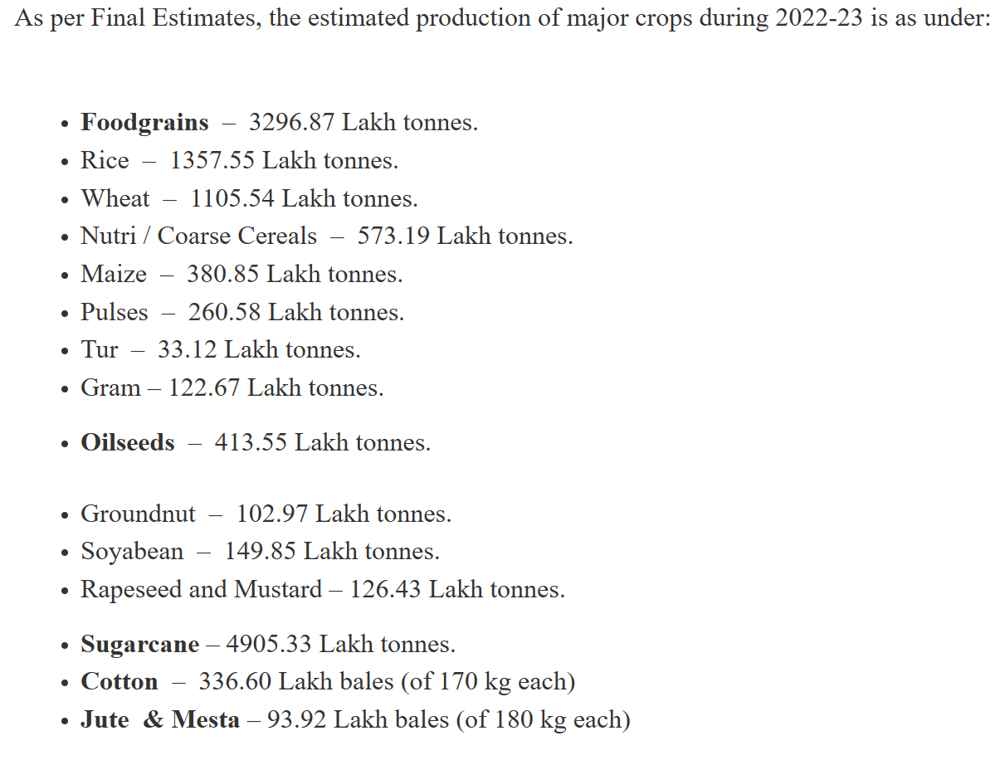 As per Final Estimates, the estimated production of major crops during 2022-23 is as under:
• Foodgrains – 3296.87 Lakh tonnes.
• Rice – 1357.55 Lakh tonnes.
• Wheat – 1105.54 Lakh tonnes.
• Nutri / Coarse Cereals – 573.19 Lakh tonnes.
• Maize – 380.85 Lakh tonnes.
• Pulses – 260.58 Lakh tonnes.
• Tur – 33.12 Lakh tonnes.
• Gram – 122.67 Lakh tonnes.
• Oilseeds – 413.55 Lakh tonnes.
• Groundnut – 102.97 Lakh tonnes.
• Soyabean – 149.85 Lakh tonnes.
• Rapeseed and Mustard – 126.43 Lakh tonnes.
• Sugarcane – 4905.33 Lakh tonnes.
• Cotton – 336.60 Lakh bales (of 170 kg each)
• Jute & Mesta – 93.92 Lakh bales (of 180 kg each)